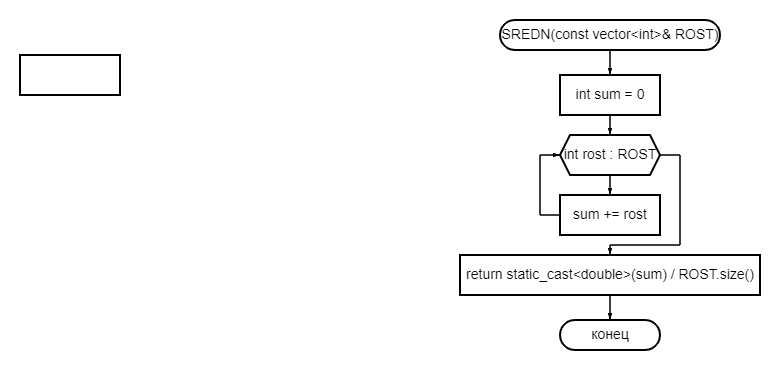 SREDN(const vector<int>& ROST)
int sum = 0
int rost : ROST
sum += rost
return static_cast<double>(sum) / ROST.size()
конец